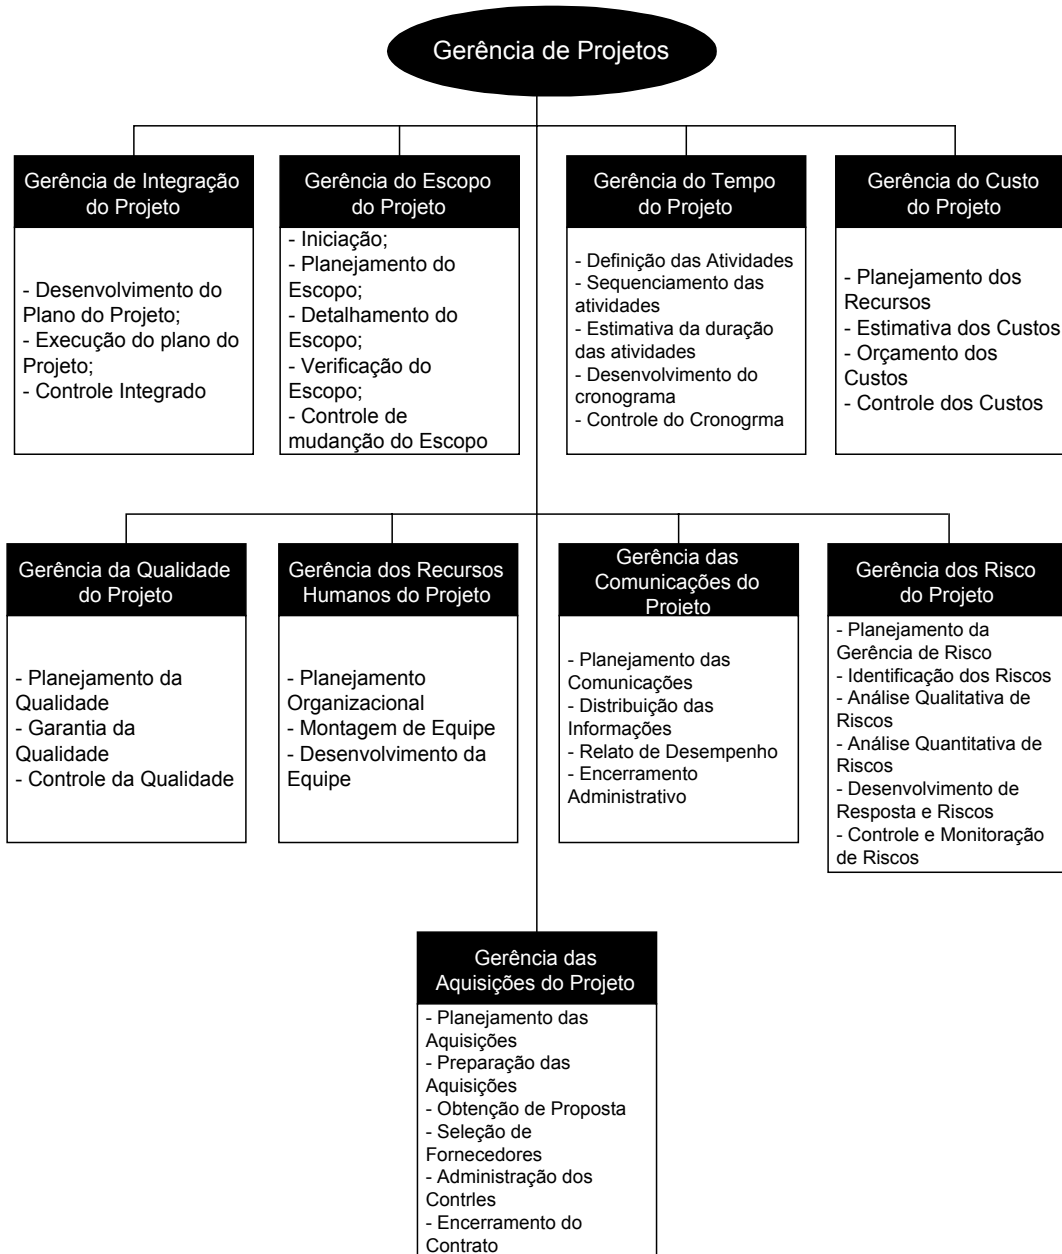 Gerência de Projetos
Gerência de Integração
do Projeto
- Desenvolvimento do
Plano do Projeto;
- Execução do plano do
Projeto;
- Controle Integrado
Gerência do Escopo
do Projeto
- Iniciação;
- Planejamento do
Escopo;
- Detalhamento do
Escopo;
- Verificação do
Escopo;
- Controle de
mudanção do Escopo
Gerência do Tempo
do Projeto
- Definição das Atividades
- Sequenciamento das
atividades
- Estimativa da duração
das atividades
- Desenvolvimento do
cronograma
- Controle do Cronogrma
Gerência do Custo
do Projeto
- Planejamento dos
Recursos
- Estimativa dos Custos
- Orçamento dos
Custos
- Controle dos Custos
Gerência da Qualidade
do Projeto
- Planejamento da
Qualidade
- Garantia da
Qualidade
- Controle da Qualidade
Gerência dos Recursos
Humanos do Projeto
- Planejamento
Organizacional
- Montagem de Equipe
- Desenvolvimento da
Equipe
Gerência das
Comunicações do
Projeto
- Planejamento das
Comunicações
- Distribuição das
Informações
- Relato de Desempenho
- Encerramento
Administrativo
Gerência dos Risco
do Projeto
- Planejamento da
Gerência de Risco
- Identificação dos Riscos
- Análise Qualitativa de
Riscos
- Análise Quantitativa de
Riscos
- Desenvolvimento de
Resposta e Riscos
- Controle e Monitoração
de Riscos
Gerência das
Aquisições do Projeto
- Planejamento das
Aquisições
- Preparação das
Aquisições
- Obtenção de Proposta
- Seleção de
Fornecedores
- Administração dos
Contrles
- Encerramento do
Contrato